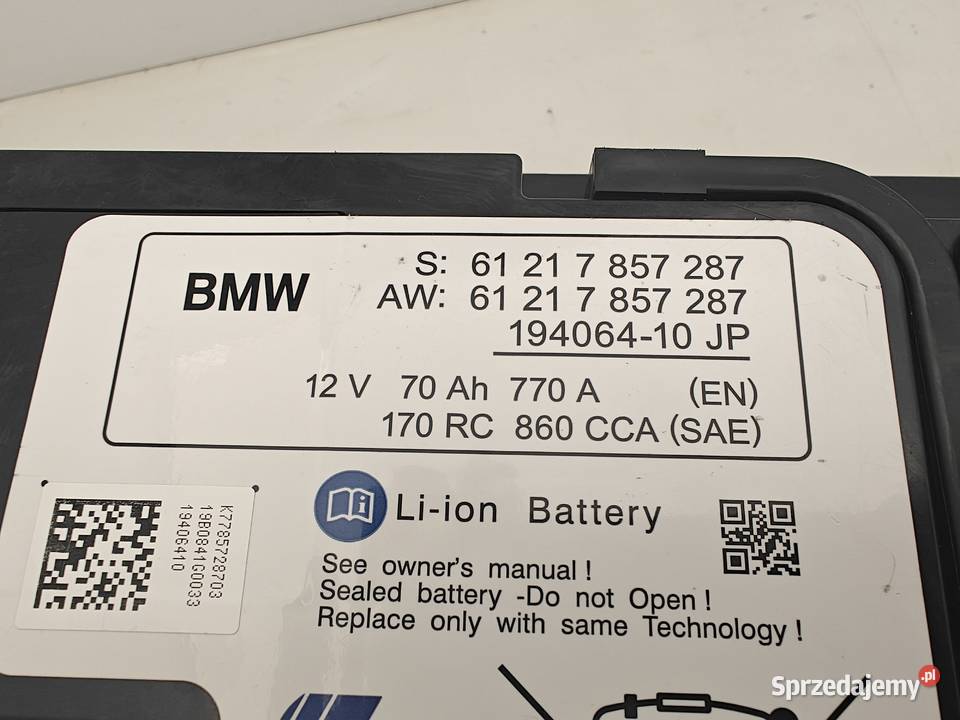 BMW
S: 61 21 7 857 287
AW: 61 21 7 857 287
194064-10 JP
12 V 70 Ah 770 A (EN)
170 RC 860 CCA (SAE)
K7785728703
19B0841G0033
19406410
Li-ion Battery
See owner's manual !
Sealed battery -Do not Open !
Replace only with same Technology !
Sprzedajemy.pl